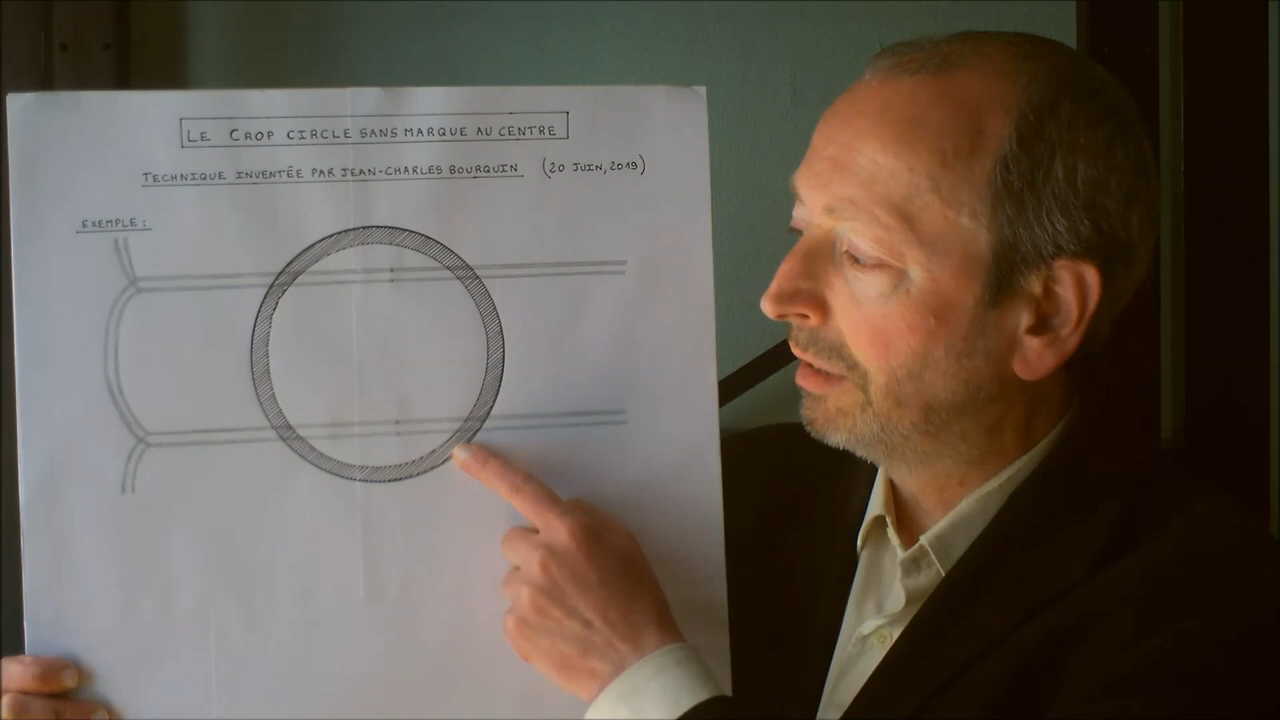 LE CROP CIRCLE SANS MARQUE AU CENTRE
TECHNIQUE INVENTÉE PAR JEAN-CHARLES BOURQUIN (20 JUIN, 2019)
EXEMPLE :